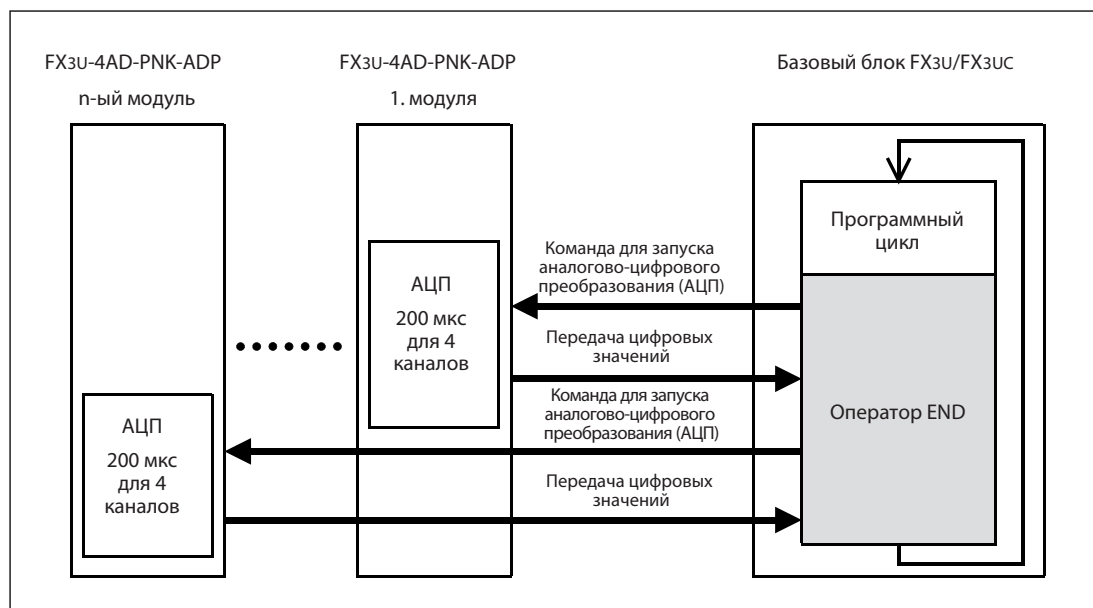 FX3U-4AD-PNK-ADP
n-ый модуль
FX3U-4AD-PNK-ADP
1. модуля
Базовый блок FX3U/FX3UC
Программный
цикл
Команда для запуска
аналогово-цифрового
преобразования (АЦП)
АЦП
200 мкс
для 4
каналов
Передача цифровых
значений
Команда для запуска
аналогово-цифрового
преобразования (АЦП)
Оператор END
АЦП
200 мкс
для 4
каналов
Передача цифровых
значений